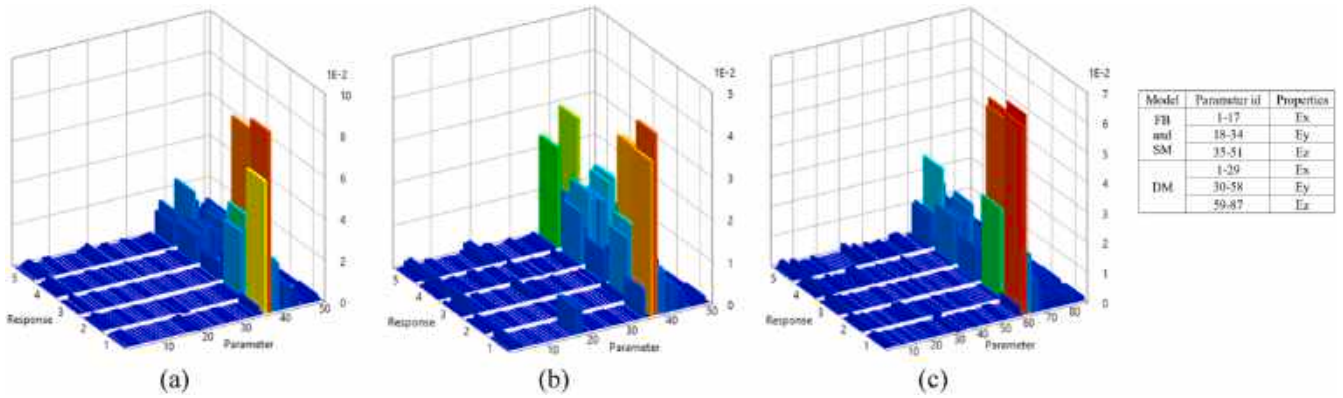 1E-2
10
8
6
4
2
0
5
4
3
2
1
Response
10
20
30
40
50
Parameter
(a)
1E-2
5
4
3
2
1
0
5
4
3
2
1
Response
10
20
30
40
50
Parameter
(b)
1E-2
7
6
5
4
3
2
1
0
5
4
3
2
1
Response
10
20
30
40
50
60
70
80
Parameter
(c)
Model Parameter id Properties
FB and SM 1-17 Ex
18-34 Ey
35-51 Ez
DM 1-29 Ex
30-58 Ey
59-87 Ez